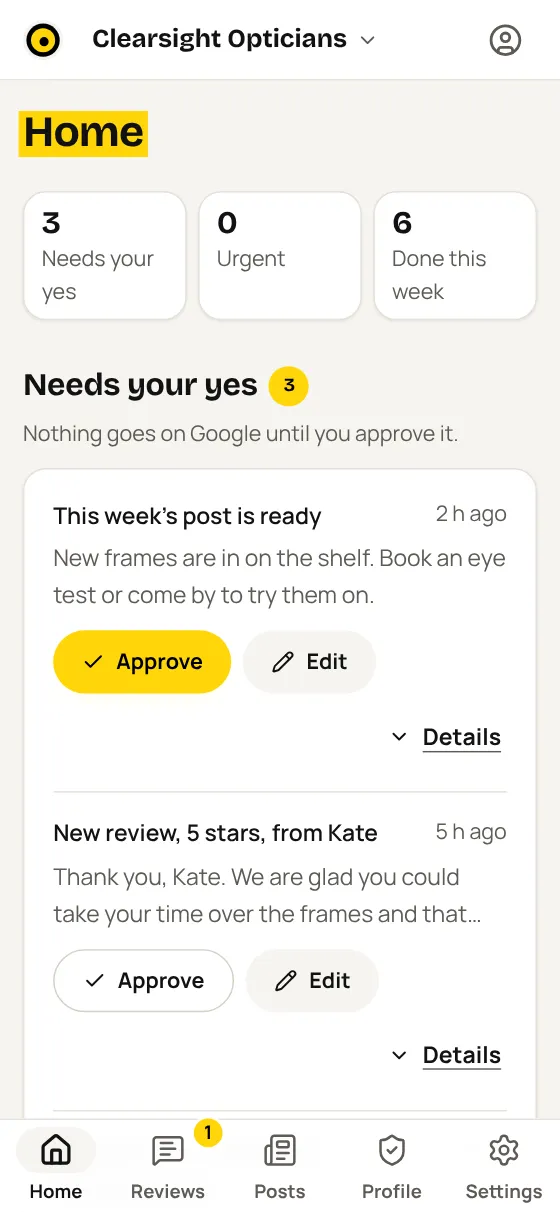 Clearsight Opticians
Home
3
Needs your
yes
0
Urgent
6
Done this
week
Needs your yes 3
Nothing goes on Google until you approve it.
This week's post is ready 2 h ago
New frames are in on the shelf. Book an eye
test or come by to try them on.
Approve Edit
Details
New review, 5 stars, from Kate 5 h ago
Thank you, Kate. We are glad you could
take your time over the frames and that...
Approve Edit
Details
1
Home Reviews Posts Profile Settings